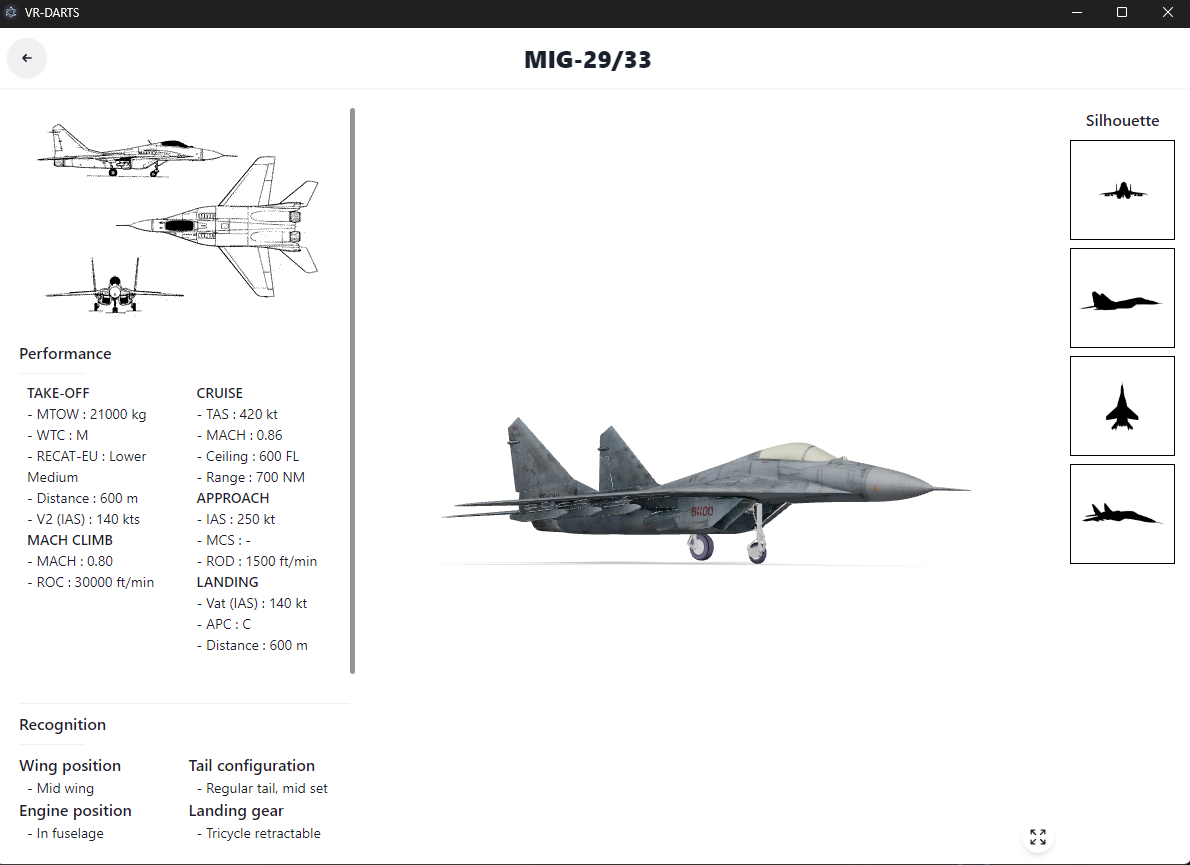 VR-DARTS
MIG-29/33
Silhouette
Performance
TAKE-OFF
- MTOW : 21000 kg
- WTC : M
- RECAT-EU : Lower
Medium
- Distance : 600 m
- V2 (IAS) : 140 kts
MACH CLIMB
- MACH : 0.80
- ROC : 30000 ft/min
CRUISE
- TAS : 420 kt
- MACH : 0.86
- Ceiling : 600 FL
- Range : 700 NM
APPROACH
- IAS : 250 kt
- MCS : -
- ROD : 1500 ft/min
LANDING
- Vat (IAS) : 140 kt
- APC : C
- Distance : 600 m
Recognition
Wing position
- Mid wing
Engine position
- In fuselage
Tail configuration
- Regular tail, mid set
Landing gear
- Tricycle retractable